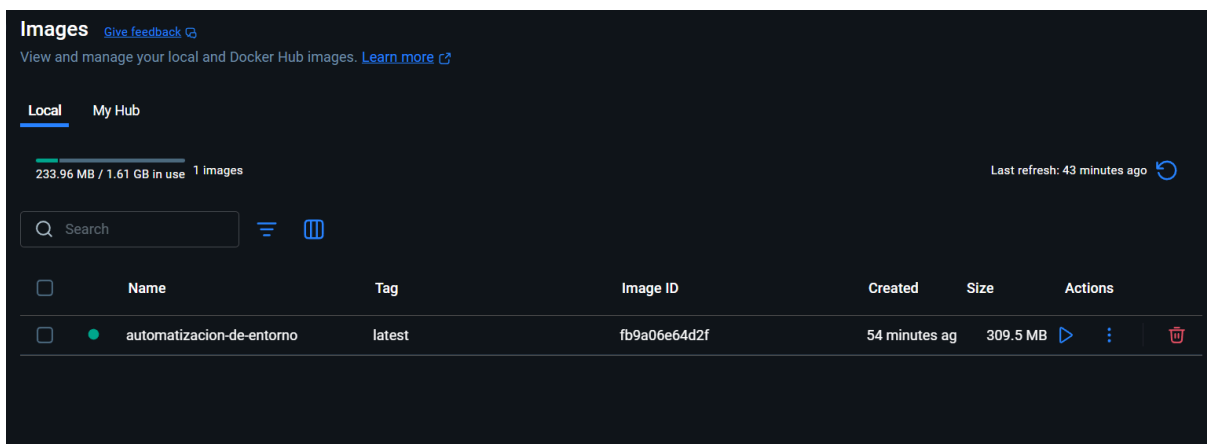 Images Give feedback
View and manage your local and Docker Hub images. Learn more
Local My Hub
233.96 MB / 1.61 GB in use 1 images Last refresh: 43 minutes ago
Search
Name Tag Image ID Created Size Actions
automatizacion-de-entorno latest fb9a06e64d2f 54 minutes ag 309.5 MB